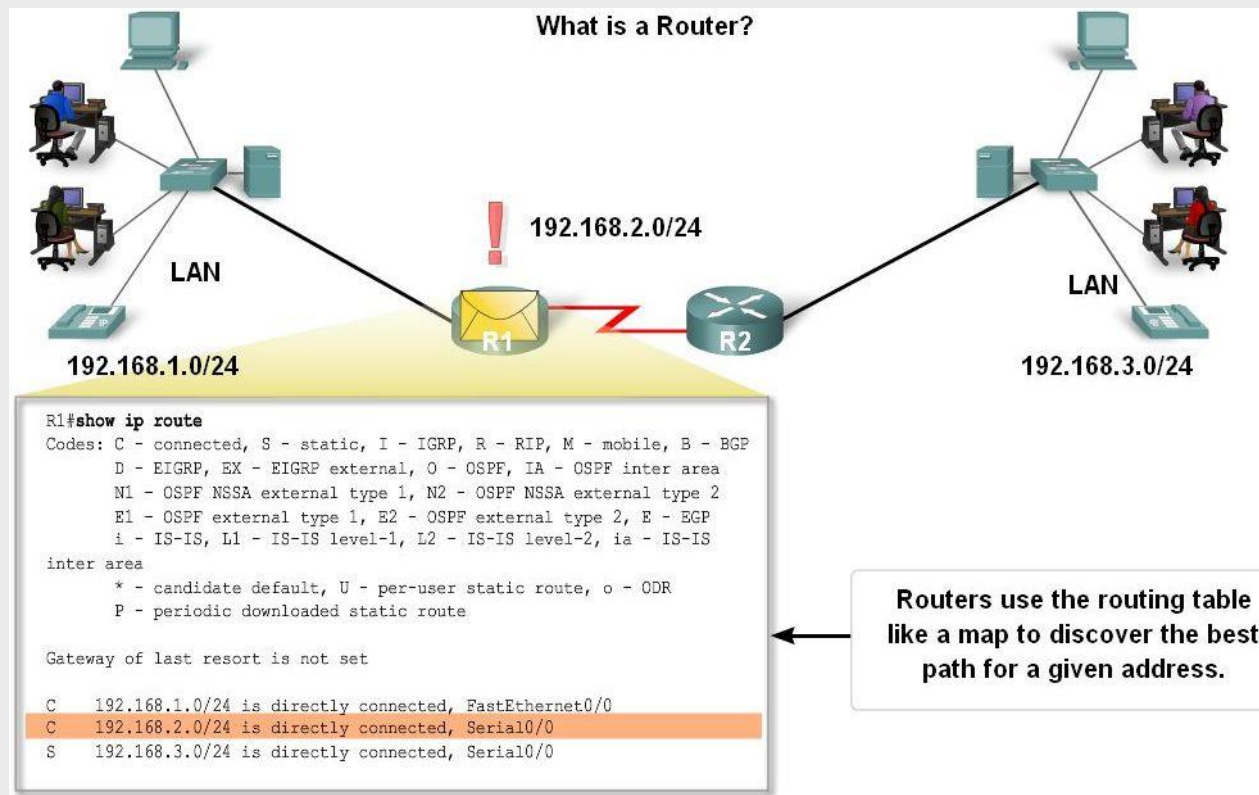 What is a Router?
192.168.2.0/24
LAN
LAN
R1
R2
192.168.1.0/24
192.168.3.0/24
R1#show ip route
Codes: C - connected, S - static, I - IGRP, R - RIP, M - mobile, B - BGP
D - EIGRP, EX - EIGRP external, O - OSPF, IA - OSPF inter area
N1 - OSPF NSSA external type 1, N2 - OSPF NSSA external type 2
E1 - OSPF external type 1, E2 - OSPF external type 2, E - EGP
i - IS-IS, L1 - IS-IS level-1, L2 - IS-IS level-2, ia - IS-IS
inter area
* - candidate default, U - per-user static route, o - ODR
P - periodic downloaded static route
Gateway of last resort is not set
C 192.168.1.0/24 is directly connected, FastEthernet0/0
C 192.168.2.0/24 is directly connected, Serial0/0
S 192.168.3.0/24 is directly connected, Serial0/0
Routers use the routing table
like a map to discover the best
path for a given address.